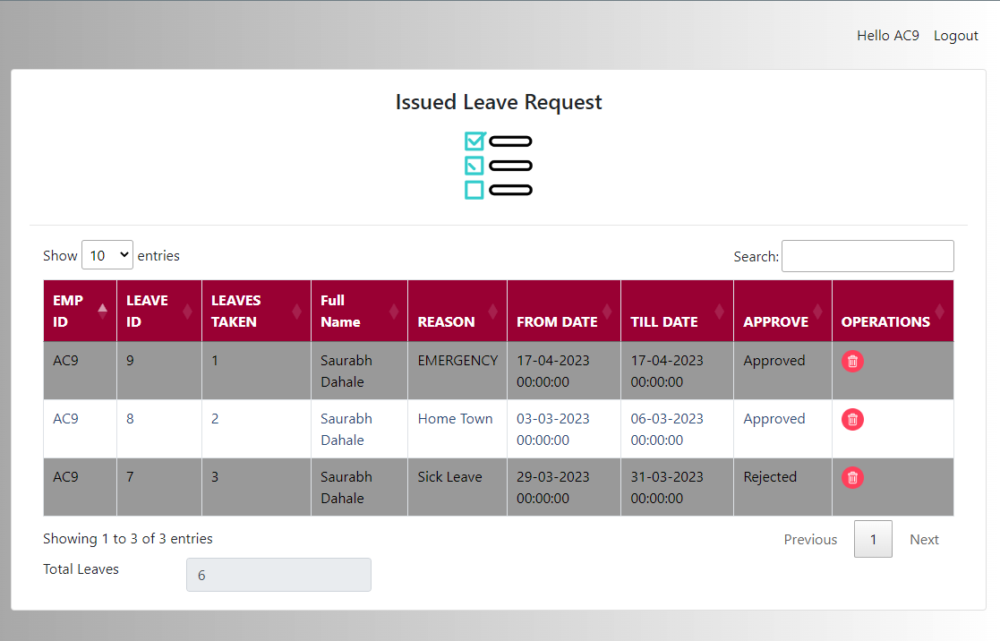 Hello AC9 Logout
Issued Leave Request
Show 10 entries Search:
EMP ID LEAVE ID LEAVES TAKEN Full Name REASON FROM DATE TILL DATE APPROVE OPERATIONS
AC9 9 1 Saurabh Dahale EMERGENCY 17-04-2023 00:00:00 17-04-2023 00:00:00 Approved
AC9 8 2 Saurabh Dahale Home Town 03-03-2023 00:00:00 06-03-2023 00:00:00 Approved
AC9 7 3 Saurabh Dahale Sick Leave 29-03-2023 00:00:00 31-03-2023 00:00:00 Rejected
Showing 1 to 3 of 3 entries Previous 1 Next
Total Leaves 6